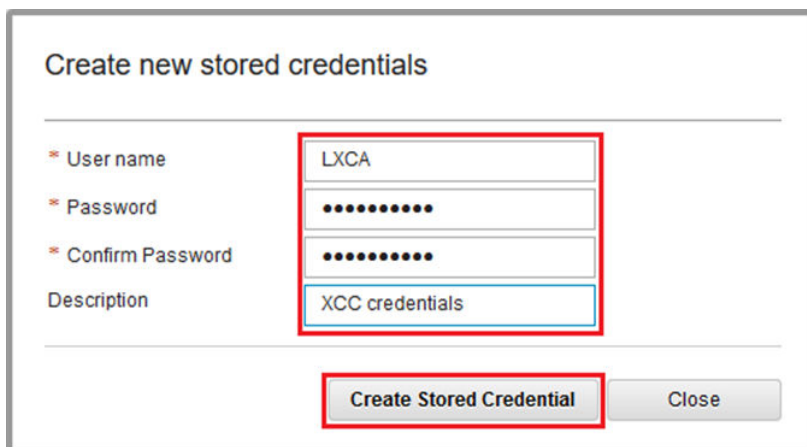 Create new stored credentials
* User name LXCA
* Password ••••••••••
* Confirm Password ••••••••••
Description XCC credentials
Create Stored Credential Close